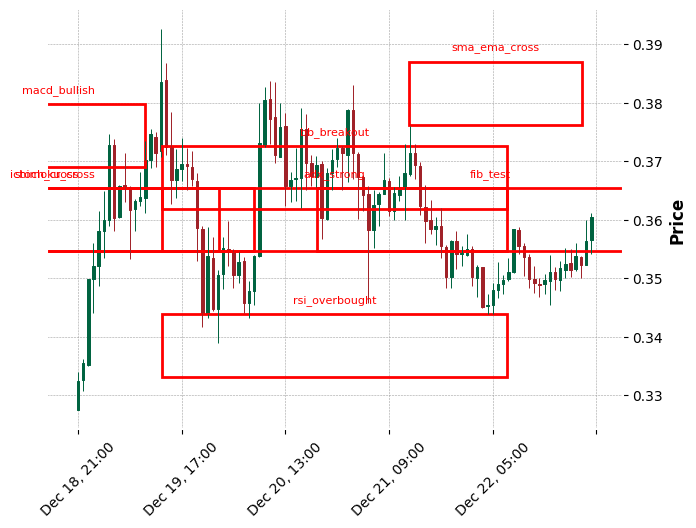 sma_ema_cross
macd_bullish
adx_strong
fib_test
rsi_overbought
0.39
0.38
0.37
0.36
0.35
0.34
0.33
Price
Dec 18, 21:00
Dec 19, 17:00
Dec 20, 13:00
Dec 21, 09:00
Dec 22, 05:00